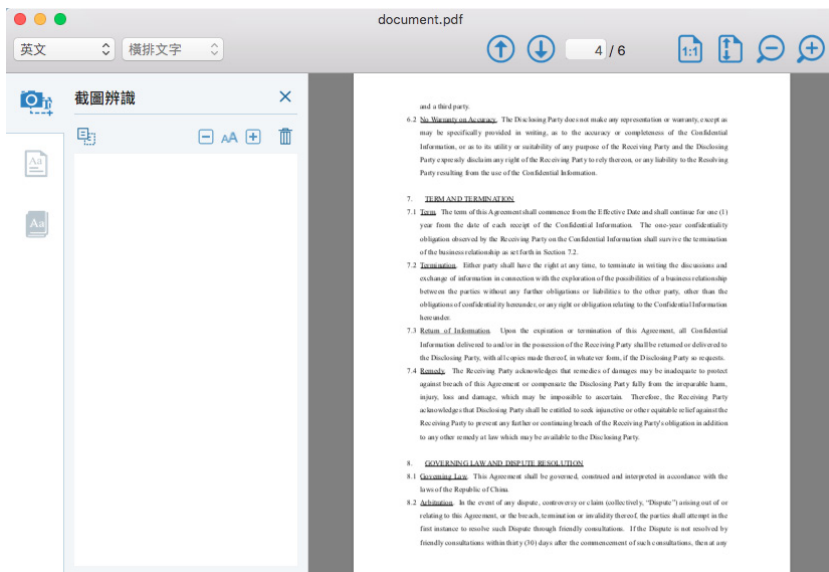 document.pdf
英文
橫排文字
4 / 6
1:1
截圖辨識
AA
Aa
Aa
and a third party.
6.2 No Warranty on Accuracy. The Disclosing Party does not make any representation or warranty, except as
may be specifically provided in writing, as to the accuracy or completeness of the Confidential
Information, or as to its utility or suitability of any purpose of the Receiving Party and the Disclosing
Party expressly disclaim any right of the Receiving Party to rely thereon, or any liability to the Resolving
Party resulting from the use of the Confidential Information.
7. TERM AND TERMINATION
7.1 Term. The term of this Agreement shall commence from the Effective Date and shall continue for one (1)
year from the date of each receipt of the Confidential Information. The one-year confidentiality
obligation observed by the Receiving Party on the Confidential Information shall survive the termination
of the business relationship as set forth in Section 7.2.
7.2 Termination. Either party shall have the right at any time, to terminate in writing the discussions and
exchange of information in connection with the exploration of the possibilities of a business relationship
between the parties without any further obligations or liabilities to the other party, other than the
obligations of confidentiality hereunder, or any right or obligation relating to the Confidential Information
hereunder.
7.3 Return of Information. Upon the expiration or termination of this Agreement, all Confidential
Information delivered to and/or in the possession of the Receiving Party shall be returned or delivered to
the Disclosing Party, with all copies made thereof, in whatever form, if the Disclosing Party so requests.
7.4 Remedy. The Receiving Party acknowledges that remedies of damages may be inadequate to protect
against breach of this Agreement or compensate the Disclosing Party fully from the irreparable harm,
injury, loss and damage, which may be impossible to ascertain. Therefore, the Receiving Party
acknowledges that Disclosing Party shall be entitled to seek injunctive or other equitable relief against the
Receiving Party to prevent any further or continuing breach of the Receiving Party's obligation in addition
to any other remedy at law which may be available to the Disclosing Party.
8. GOVERNING LAW AND DISPUTE RESOLUTION
8.1 Governing Law. This Agreement shall be governed, construed and interpreted in accordance with the
laws of the Republic of China.
8.2 Arbitration. In the event of any dispute, controversy or claim (collectively, “Dispute”) arising out of or
relating to this Agreement, or the breach, termination or invalidity thereof, the parties shall attempt in the
first instance to resolve such Dispute through friendly consultations. If the Dispute is not resolved by
friendly consultations within thirty (30) days after the commencement of such consultations, then at any